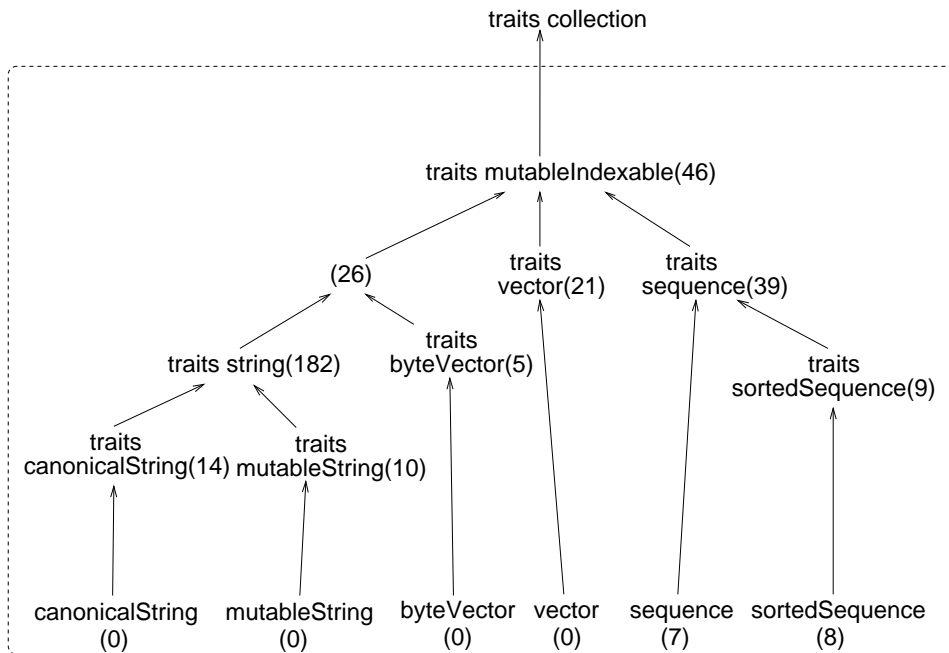 traits collection
traits mutableIndexable(46)
(26)
traits
vector(21)
traits
sequence(39)
traits string(182)
traits
byteVector(5)
traits
sortedSequence(9)
traits
canonicalString(14)
traits
mutableString(10)
canonicalString
(0)
mutableString
(0)
byteVector
(0)
vector
(0)
sequence
(7)
sortedSequence
(8)